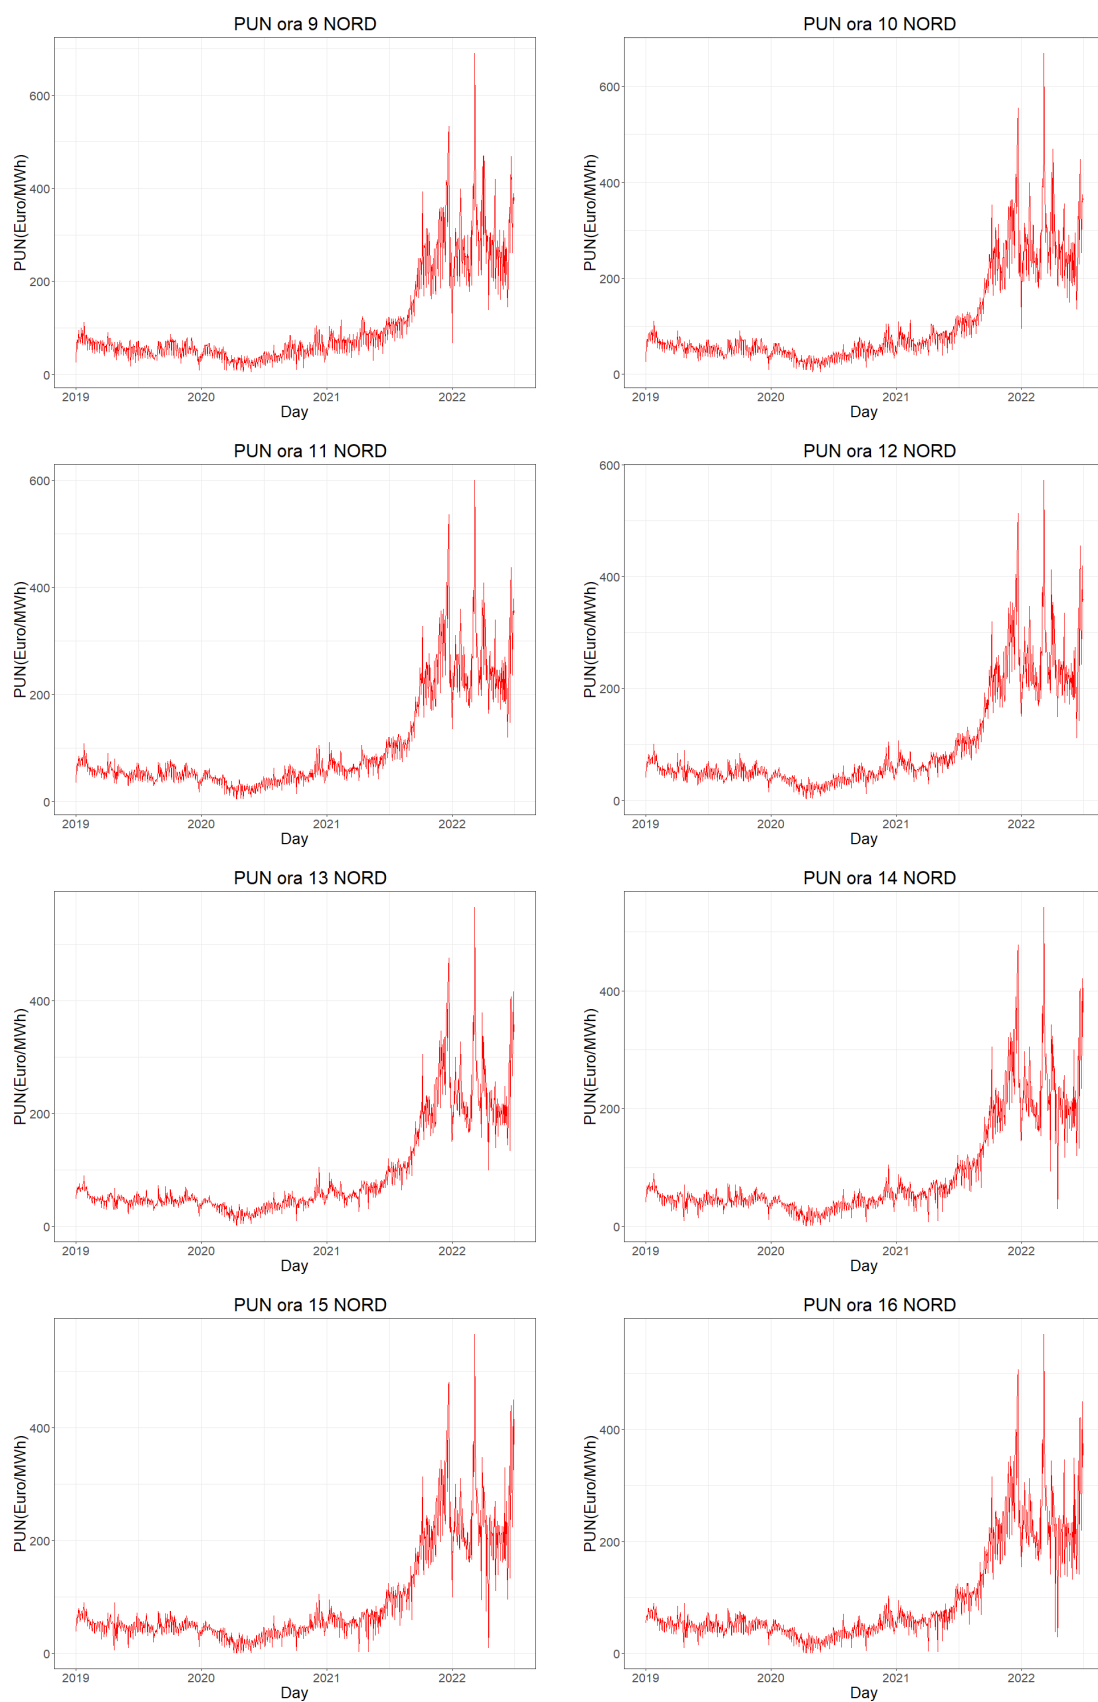 PUN ora 9 NORD
PUN(Euro/MWh)
600
400
200
0
2019 2020 2021 2022
Day
PUN ora 10 NORD
PUN(Euro/MWh)
600
400
200
0
2019 2020 2021 2022
Day
PUN ora 11 NORD
PUN(Euro/MWh)
600
400
200
0
2019 2020 2021 2022
Day
PUN ora 12 NORD
PUN(Euro/MWh)
600
400
200
0
2019 2020 2021 2022
Day
PUN ora 13 NORD
PUN(Euro/MWh)
400
200
0
2019 2020 2021 2022
Day
PUN ora 14 NORD
PUN(Euro/MWh)
400
200
0
2019 2020 2021 2022
Day
PUN ora 15 NORD
PUN(Euro/MWh)
400
200
0
2019 2020 2021 2022
Day
PUN ora 16 NORD
PUN(Euro/MWh)
400
200
0
2019 2020 2021 2022
Day